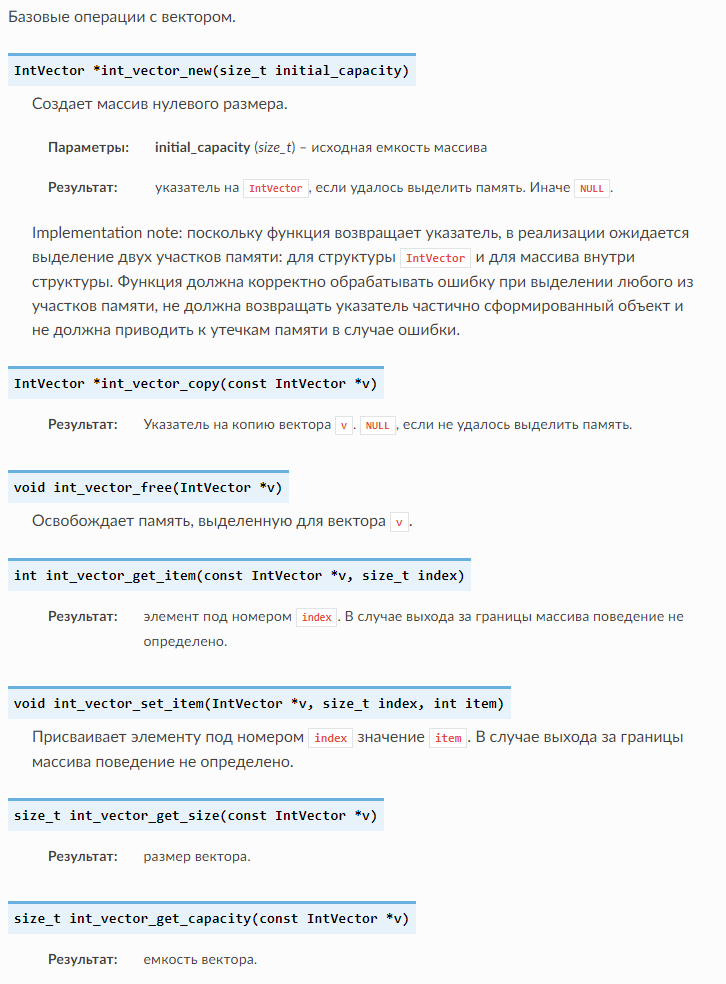 Базовые операции с вектором.
IntVector *int_vector_new(size_t initial_capacity)
Создает массив нулевого размера.
Параметры: initial_capacity (size_t) – исходная емкость массива
Результат: указатель на IntVector, если удалось выделить память. Иначе NULL.
Implementation note: поскольку функция возвращает указатель, в реализации ожидается
выделение двух участков памяти: для структуры IntVector и для массива внутри
структуры. Функция должна корректно обрабатывать ошибку при выделении любого из
участков памяти, не должна возвращать указатель частично сформированный объект и
не должна приводить к утечкам памяти в случае ошибки.
IntVector *int_vector_copy(const IntVector *v)
Результат: Указатель на копию вектора v. NULL, если не удалось выделить память.
void int_vector_free(IntVector *v)
Освобождает память, выделенную для вектора v.
int int_vector_get_item(const IntVector *v, size_t index)
Результат: элемент под номером index. В случае выхода за границы массива поведение не
определено.
void int_vector_set_item(IntVector *v, size_t index, int item)
Присваивает элементу под номером index значение item. В случае выхода за границы
массива поведение не определено.
size_t int_vector_get_size(const IntVector *v)
Результат: размер вектора.
size_t int_vector_get_capacity(const IntVector *v)
Результат: емкость вектора.